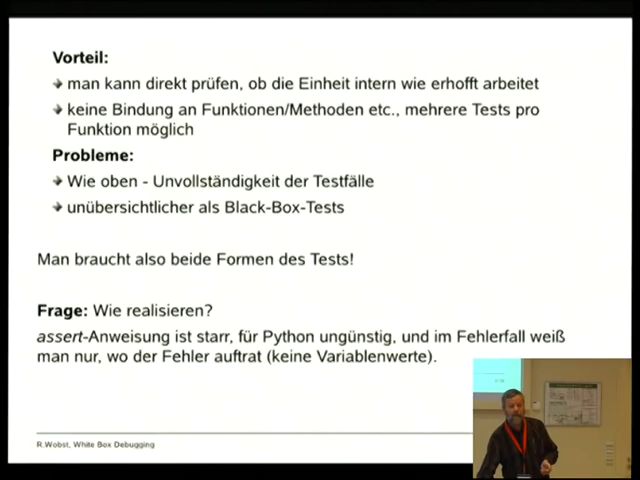 Vorteil:
man kann direkt prüfen, ob die Einheit intern wie erhofft arbeitet
keine Bindung an Funktionen/Methoden etc., mehrere Tests pro
Funktion möglich
Probleme:
Wie oben - Unvollständigkeit der Testfälle
unübersichtlicher als Black-Box-Tests
Man braucht also beide Formen des Tests!
Frage: Wie realisieren?
assert-Anweisung ist starr, für Python ungünstig, und im Fehlerfall weiß
man nur, wo der Fehler auftrat (keine Variablenwerte).
R.Wobst, White Box Debugging